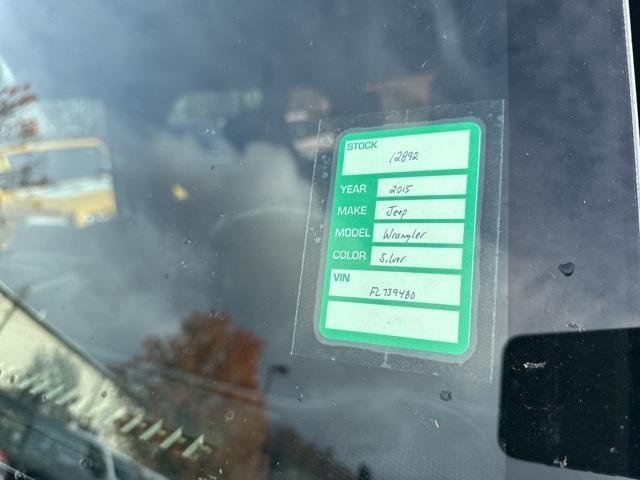 STOCK
12892
YEAR 2015
MAKE Jeep
MODEL Wrangler
COLOR Silver
VIN
FL739480